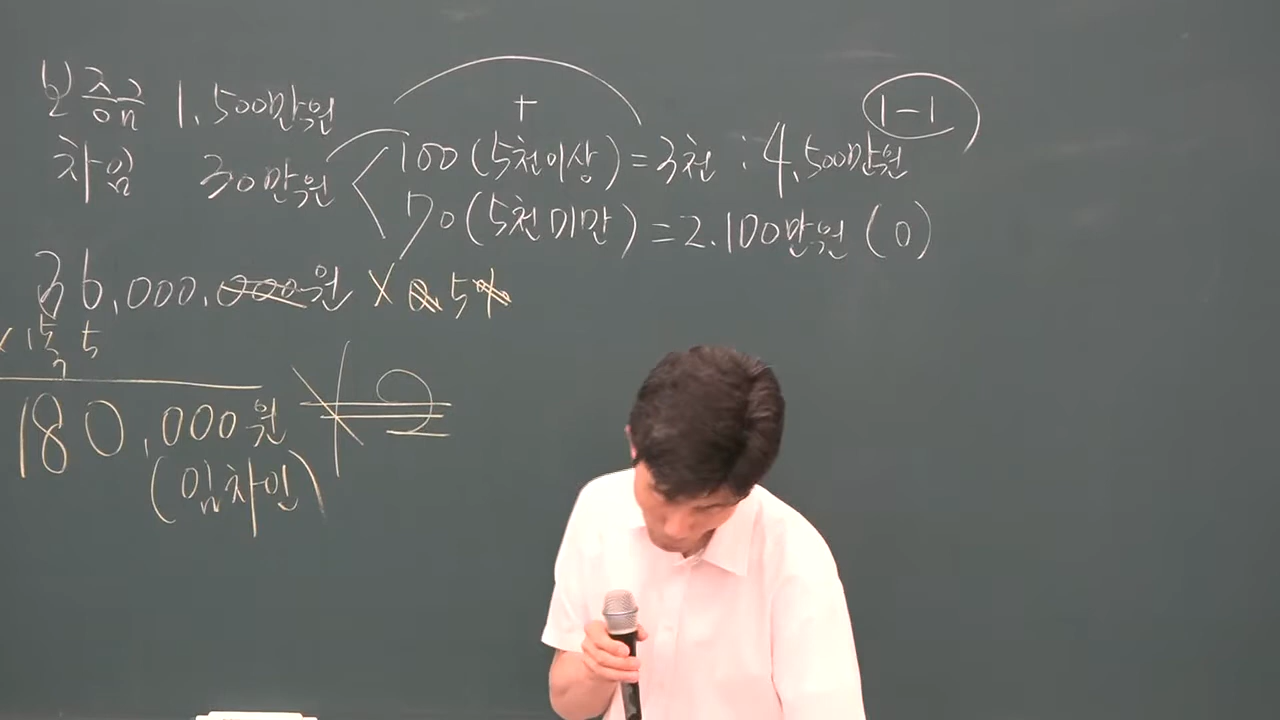 1-1
보증 1,500만원 +
차임 30만원 < 100(5천이상)=3천 : 4,500만원
70(5천미만)=2.100만원(0)
36,000,000원 × 0.5%
× 5
180,000원 × 2
(임차인)